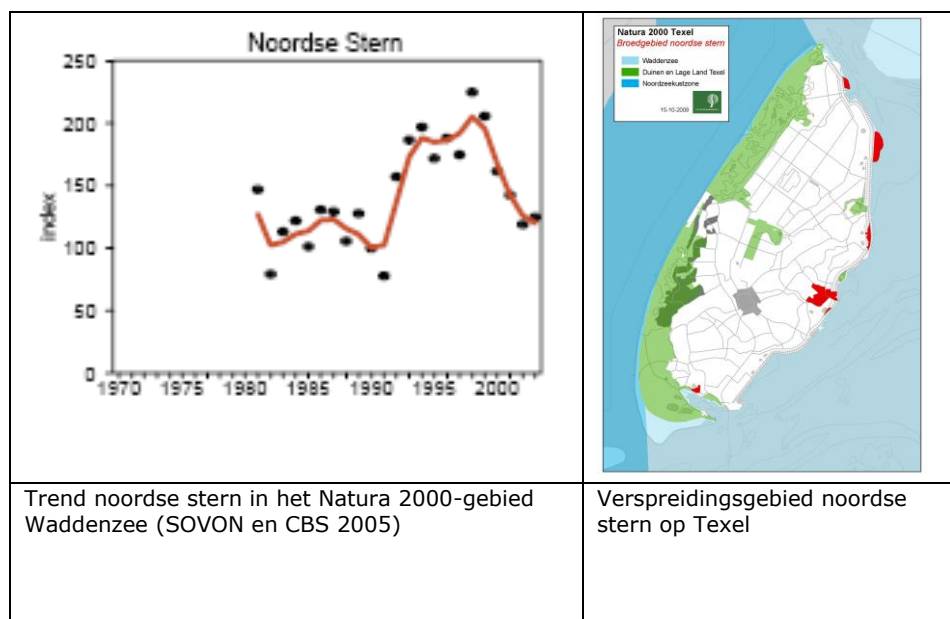 Noordse Stern
250
200
150
100
50
0
index
1970 1975 1980 1985 1990 1995 2000
Trend noordse stern in het Natura 2000-gebied
Waddenzee (SOVON en CBS 2005)
Natura 2000 Texel
Broedgebied noordse stern
Waddenzee
Duinen en Lage Land Texel
Noordzeekustzone
15-10-2009
Verspreidingsgebied noordse
stern op Texel